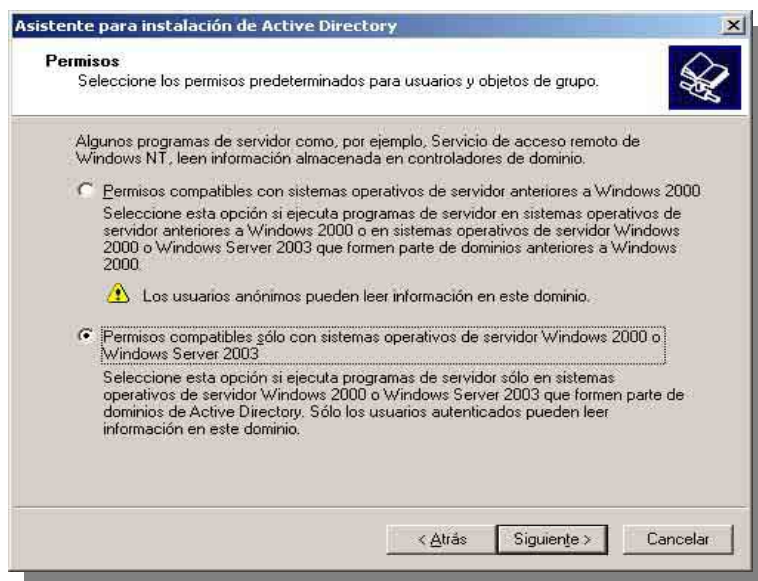 Asistente para instalación de Active Directory
Permisos
Seleccione los permisos predeterminados para usuarios y objetos de grupo.
Algunos programas de servidor como, por ejemplo, Servicio de acceso remoto de
Windows NT, leen información almacenada en controladores de dominio.
Permisos compatibles con sistemas operativos de servidor anteriores a Windows 2000
Seleccione esta opción si ejecuta programas de servidor en sistemas operativos de
servidor anteriores a Windows 2000 o en sistemas operativos de servidor Windows
2000 o Windows Server 2003 que formen parte de dominios anteriores a Windows
2000.
Los usuarios anónimos pueden leer información en este dominio.
Permisos compatibles sólo con sistemas operativos de servidor Windows 2000 o
Windows Server 2003
Seleccione esta opción si ejecuta programas de servidor sólo en sistemas
operativos de servidor Windows 2000 o Windows Server 2003 que formen parte de
dominios de Active Directory. Sólo los usuarios autenticados pueden leer
información en este dominio.
< Atrás Siguiente > Cancelar